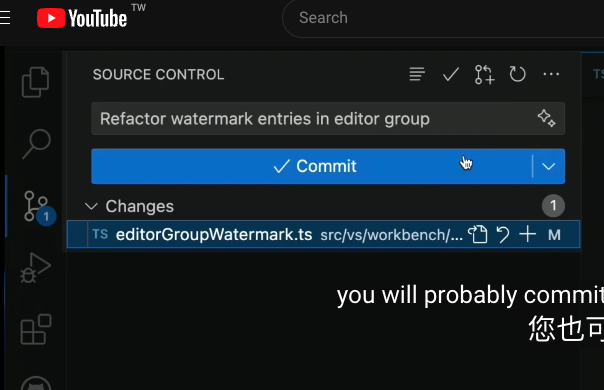 YouTube TW
Search
SOURCE CONTROL
Refactor watermark entries in editor group
Commit
Changes 1
TS editorGroupWatermark.ts src/vs/workbench/... M
1
TS
you will probably commit
您也可